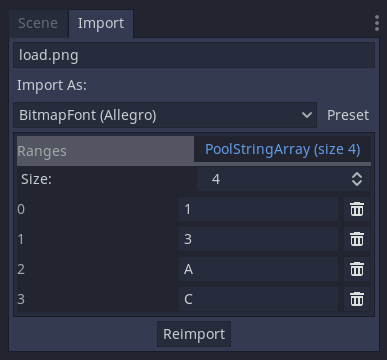 Scene Import
load.png
Import As:
BitmapFont (Allegro) Preset
Ranges PoolStringArray (size 4)
Size: 4
0 1
1 3
2 A
3 C
Reimport